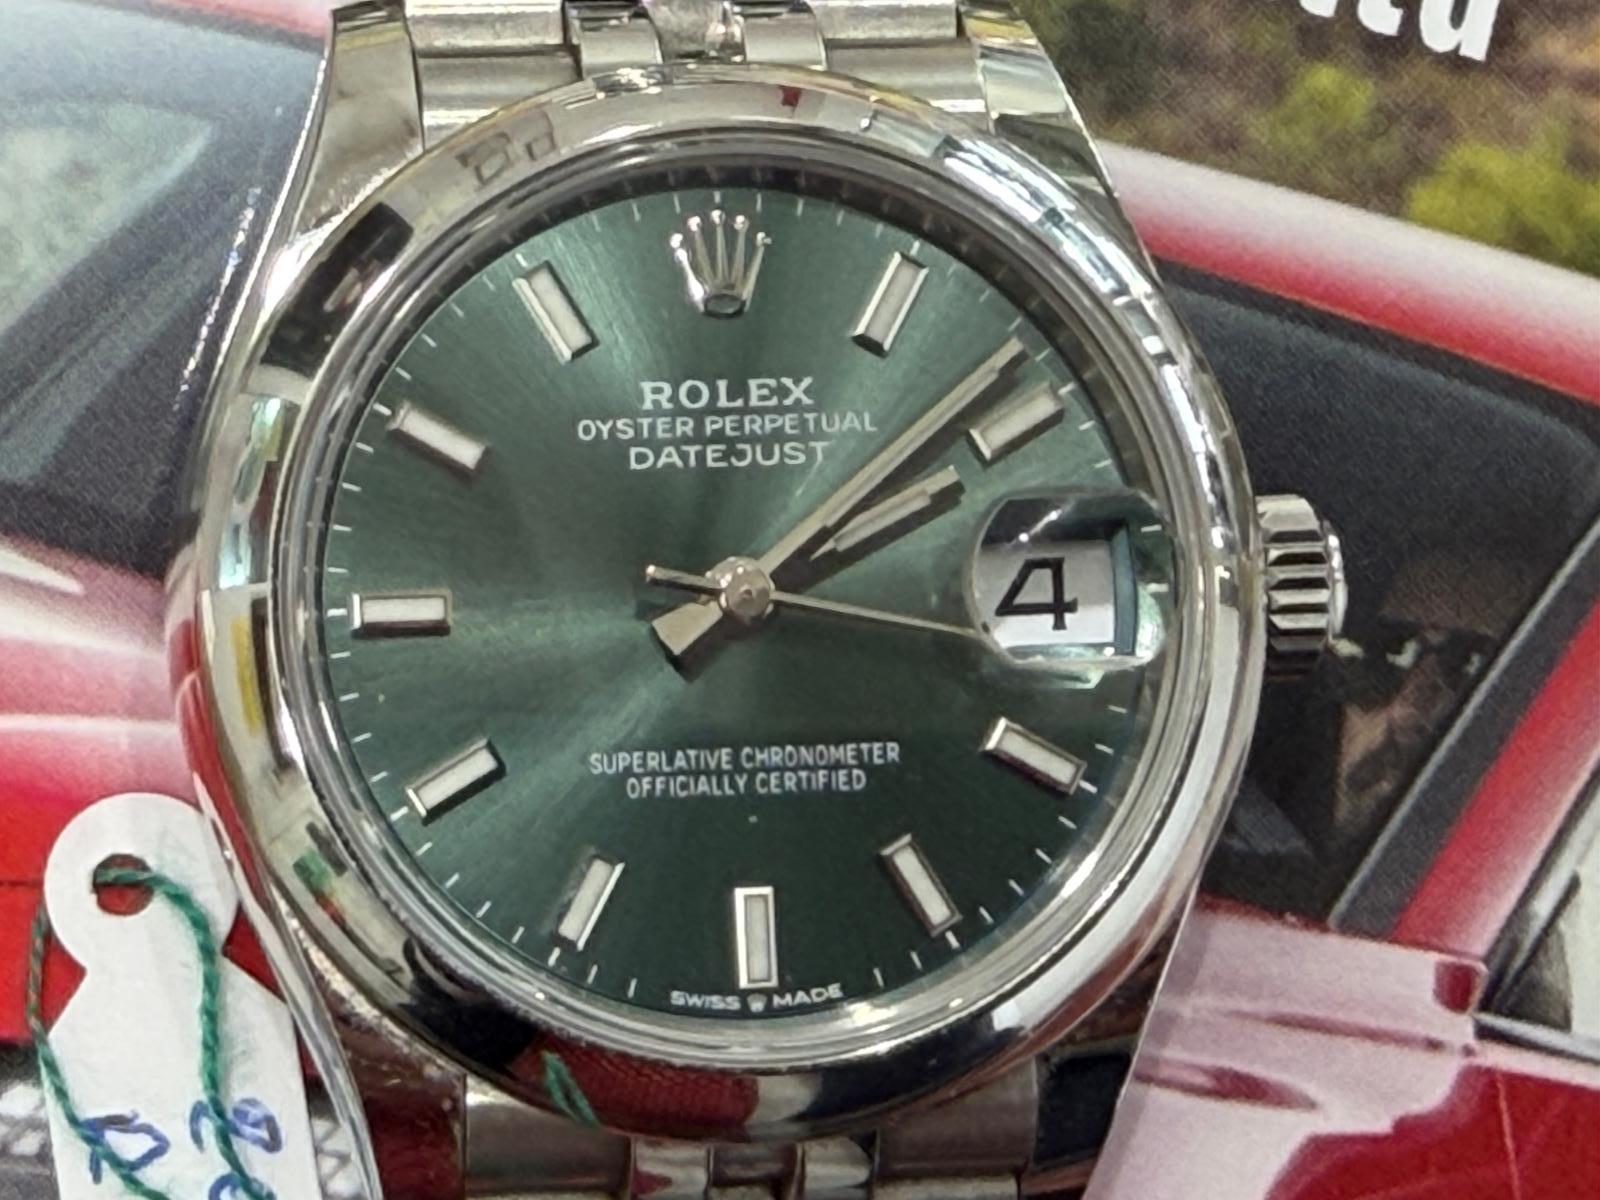 ROLEX
OYSTER PERPETUAL
DATEJUST
4
SUPERLATIVE CHRONOMETER
OFFICIALLY CERTIFIED
SWISS MADE